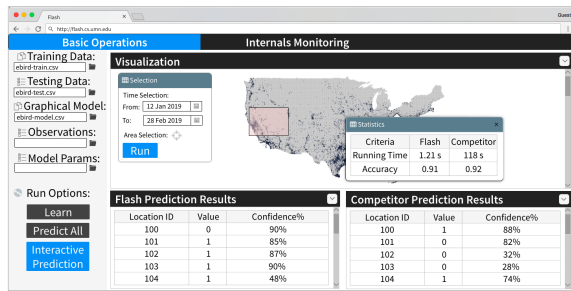 Flash
Guest
http://flash.cs.umn.edu
Basic Operations
Internals Monitoring
Training Data:
ebird-train.csv
Testing Data:
ebird-test.csv
Graphical Model:
ebird-model.csv
Observations:
Model Params:
Run Options:
Learn
Predict All
Interactive
Prediction
Visualization
Selection
Time Selection:
From: 12 Jan 2019
To: 28 Feb 2019
Area Selection:
Run
Statistics
Criteria Flash Competitor
Running Time 1.21 s 118 s
Accuracy 0.91 0.92
Flash Prediction Results
Location ID Value Confidence%
100 0 90%
101 1 85%
102 1 87%
103 1 90%
104 1 48%
Competitor Prediction Results
Location ID Value Confidence%
100 1 88%
101 0 82%
102 0 32%
103 0 28%
104 1 74%